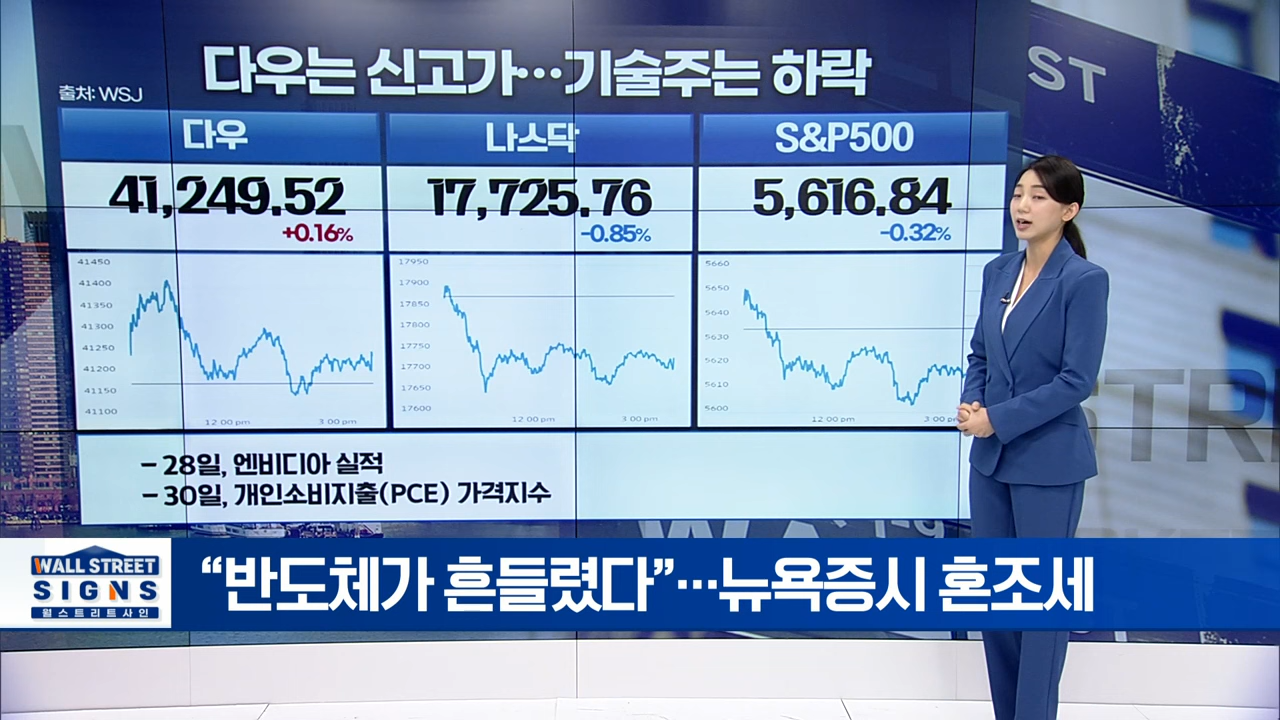 다우는 신고가…기술주는 하락
출처: WSJ
다우 나스닥 S&P500
41,249.52 17,725.76 5,616.84
+0.16% -0.85% -0.32%
41450
41400
41350
41300
41250
41200
41150
41100
12:00 pm 3:00 pm
17950
17900
17850
17800
17750
17700
17650
17600
12:00 pm 3:00 pm
5660
5650
5640
5630
5620
5610
5600
12:00 pm 3:00 pm
- 28일, 엔비디아 실적
- 30일, 개인소비지출(PCE) 가격지수
ST
STR
WALL STREET
SIGNS
월스트리트사인
“반도체가 흔들렸다”…뉴욕증시 혼조세